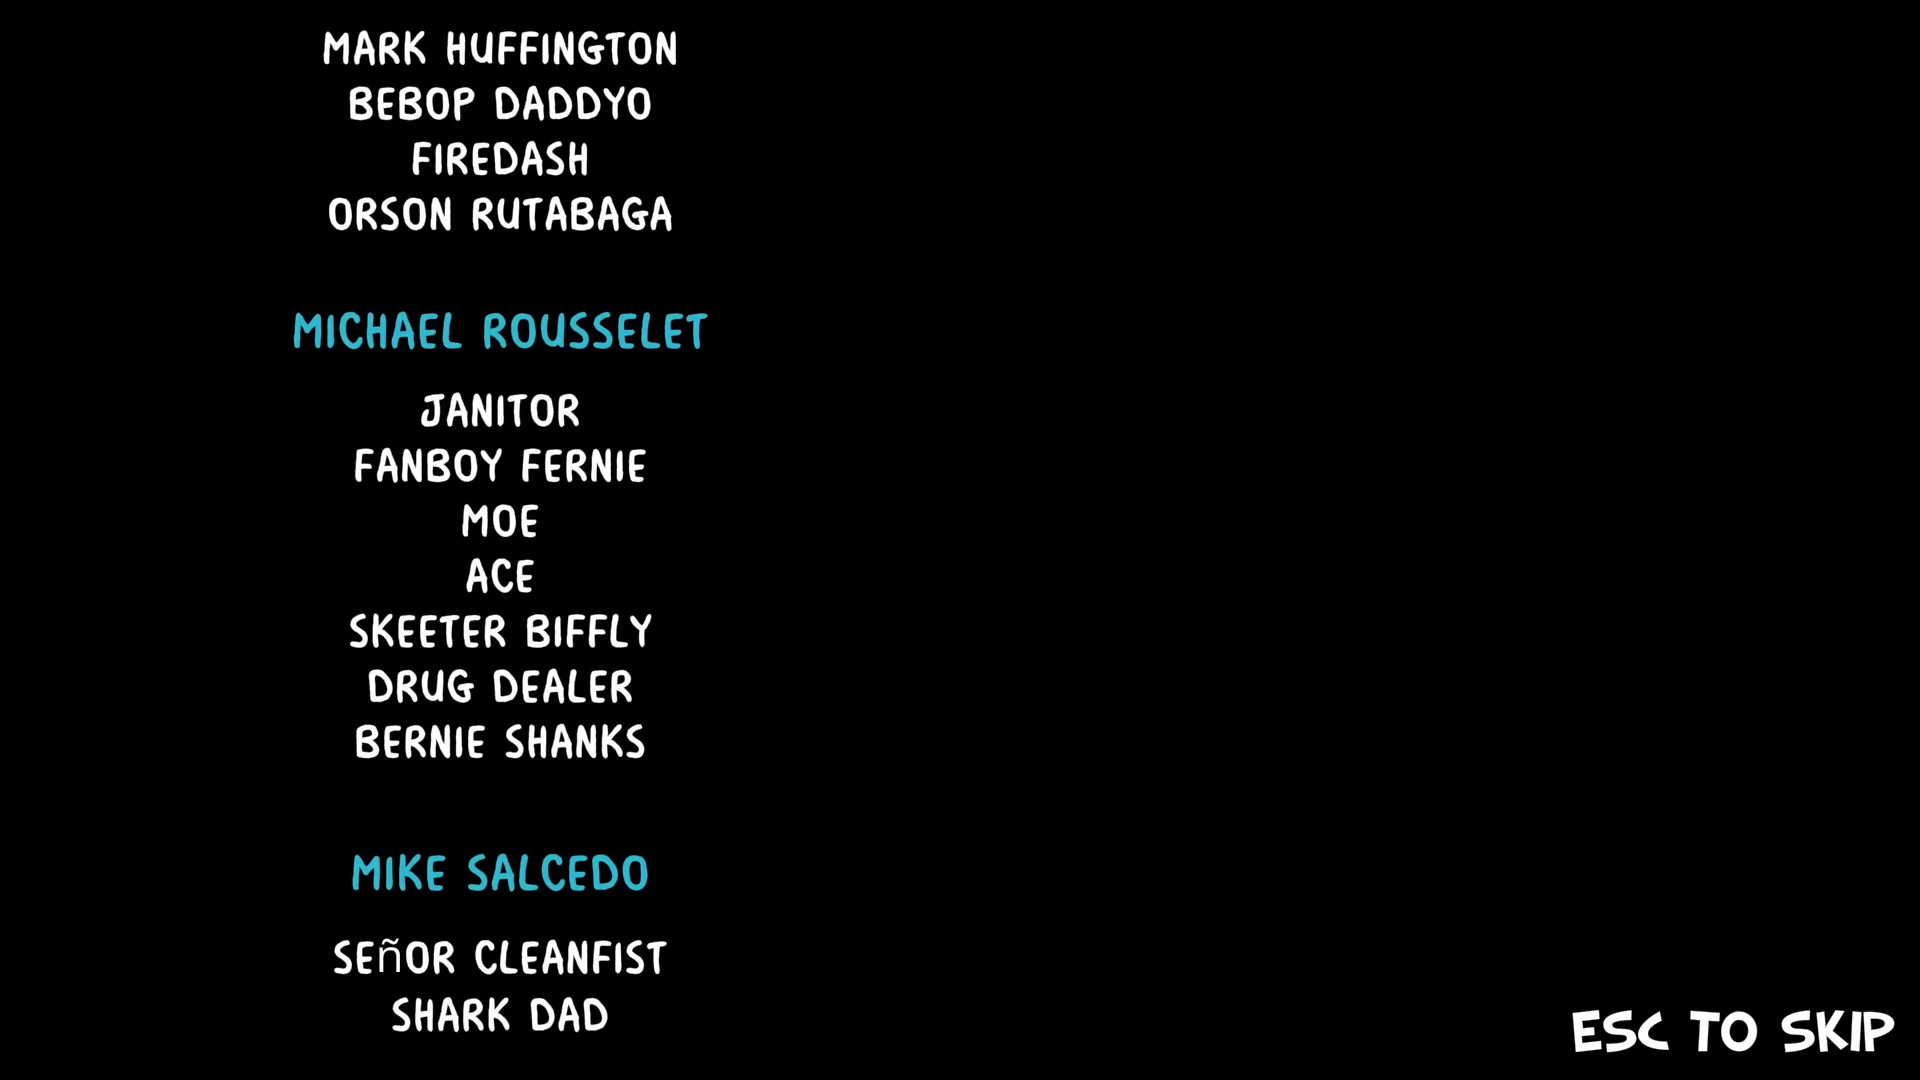 MARK HUFFINGTON
BEBOP DADDYO
FIREDASH
ORSON RUTABAGA
MICHAEL ROUSSELET
JANITOR
FANBOY FERNIE
MOE
ACE
SKEETER BIFFLY
DRUG DEALER
BERNIE SHANKS
MIKE SALCEDO
SEñOR CLEANFIST
SHARK DAD
ESC TO SKIP